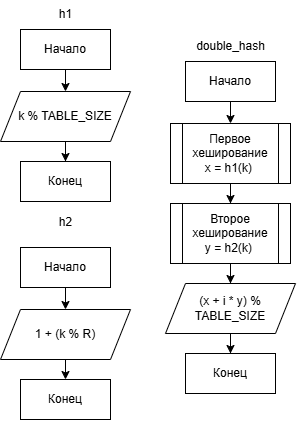 h1
Начало
k % TABLE_SIZE
Конец
h2
Начало
1 + (k % R)
Конец
double_hash
Начало
Первое
хеширование
x = h1(k)
Второе
хеширование
y = h2(k)
(x + i * y) %
TABLE_SIZE
Конец